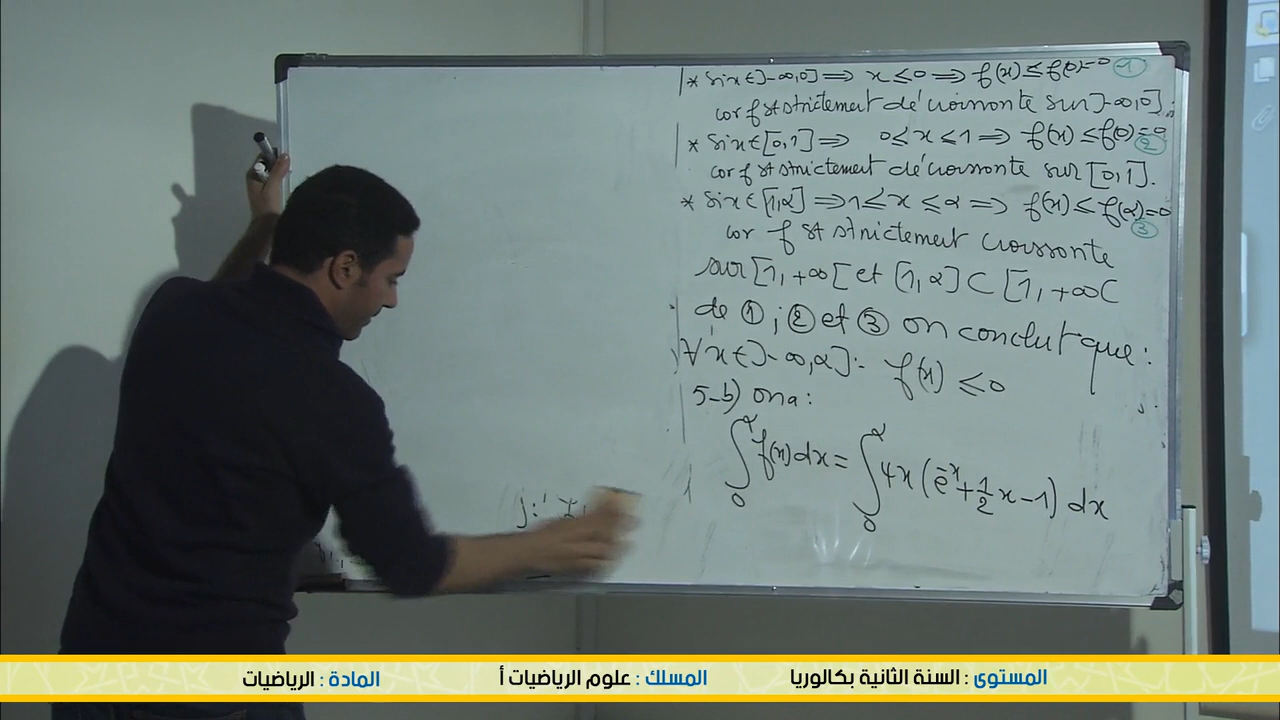 * Si x ∈ ]-∞,0] ⟹ x ≤ 0 ⟹ f(x) ≤ f(0)=0 ①
car f st strictement décroissante sur ]-∞,0].
* Si x ∈ [0,1] ⟹ 0 ≤ x ≤ 1 ⟹ f(x) ≤ f(0)=0 ②
car f st strictement décroissante sur [0,1].
* Si x ∈ [1,α] ⟹ 1 ≤ x ≤ α ⟹ f(x) ≤ f(α)=0 ③
car f st strictement croissante
sur [1,+∞[ et [1,α] ⊂ [1,+∞[
de ①; ② et ③ on conclut que:
∀x ∈ ]-∞,α]: f(x) ≤ 0
5-b) on a:
∫₀^α f(x)dx = ∫₀^α 4x(e^-x + 1/2 x - 1) dx
المستوى : السنة الثانية بكالوريا المسلك : علوم الرياضيات أ المادة : الرياضيات